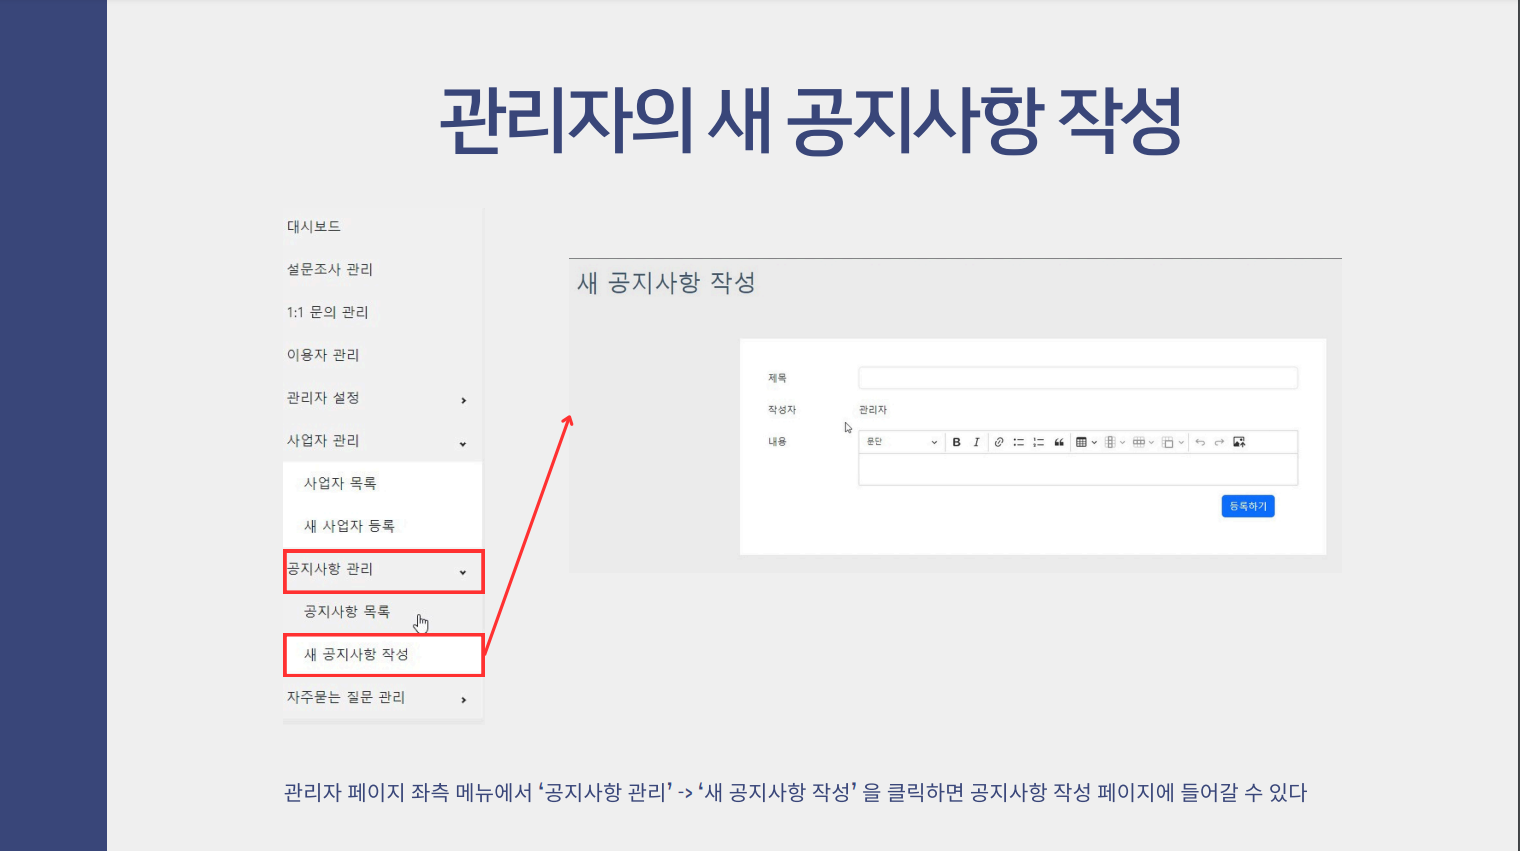 관리자의 새 공지사항 작성
대시보드
설문조사 관리
1:1 문의 관리
이용자 관리
관리자 설정
사업자 관리
사업자 목록
새 사업자 등록
공지사항 관리
공지사항 목록
새 공지사항 작성
자주묻는 질문 관리
새 공지사항 작성
제목
작성자 관리자
내용 문단 B I
등록하기
관리자 페이지 좌측 메뉴에서 ‘공지사항 관리’ -> ‘새 공지사항 작성’ 을 클릭하면 공지사항 작성 페이지에 들어갈 수 있다